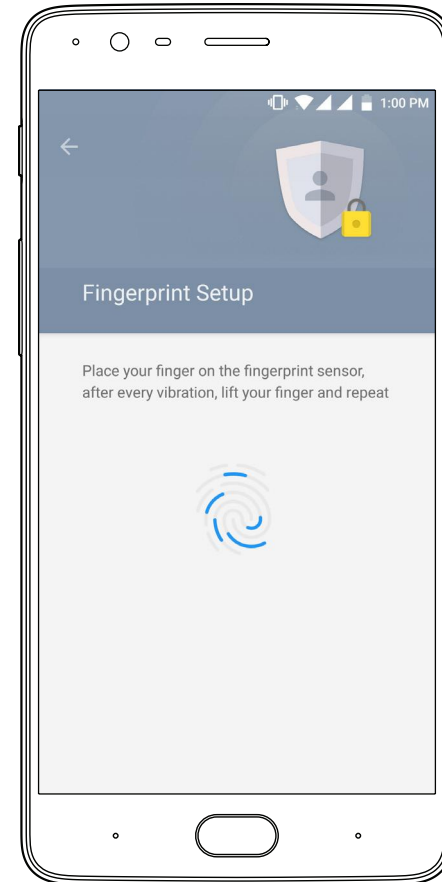 1:00 PM
Fingerprint Setup
Place your finger on the fingerprint sensor,
after every vibration, lift your finger and repeat